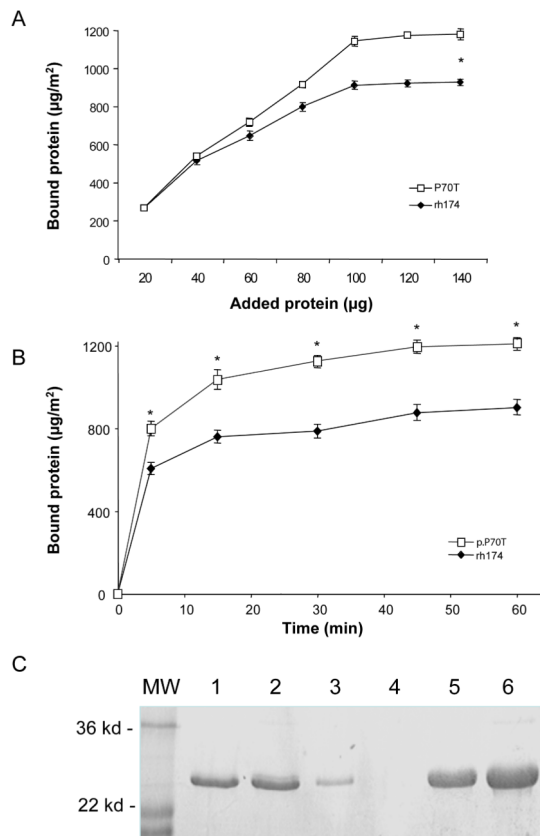 A
1200
1000
800
600
400
200
0
Bound protein (µg/m²)
P70T
rh174
*
20 40 60 80 100 120 140
Added protein (µg)
B
1200
800
400
0
Bound protein (µg/m²)
* * * * *
p.P70T
rh174
0 10 20 30 40 50 60
Time (min)
C
MW 1 2 3 4 5 6
36 kd -
22 kd -